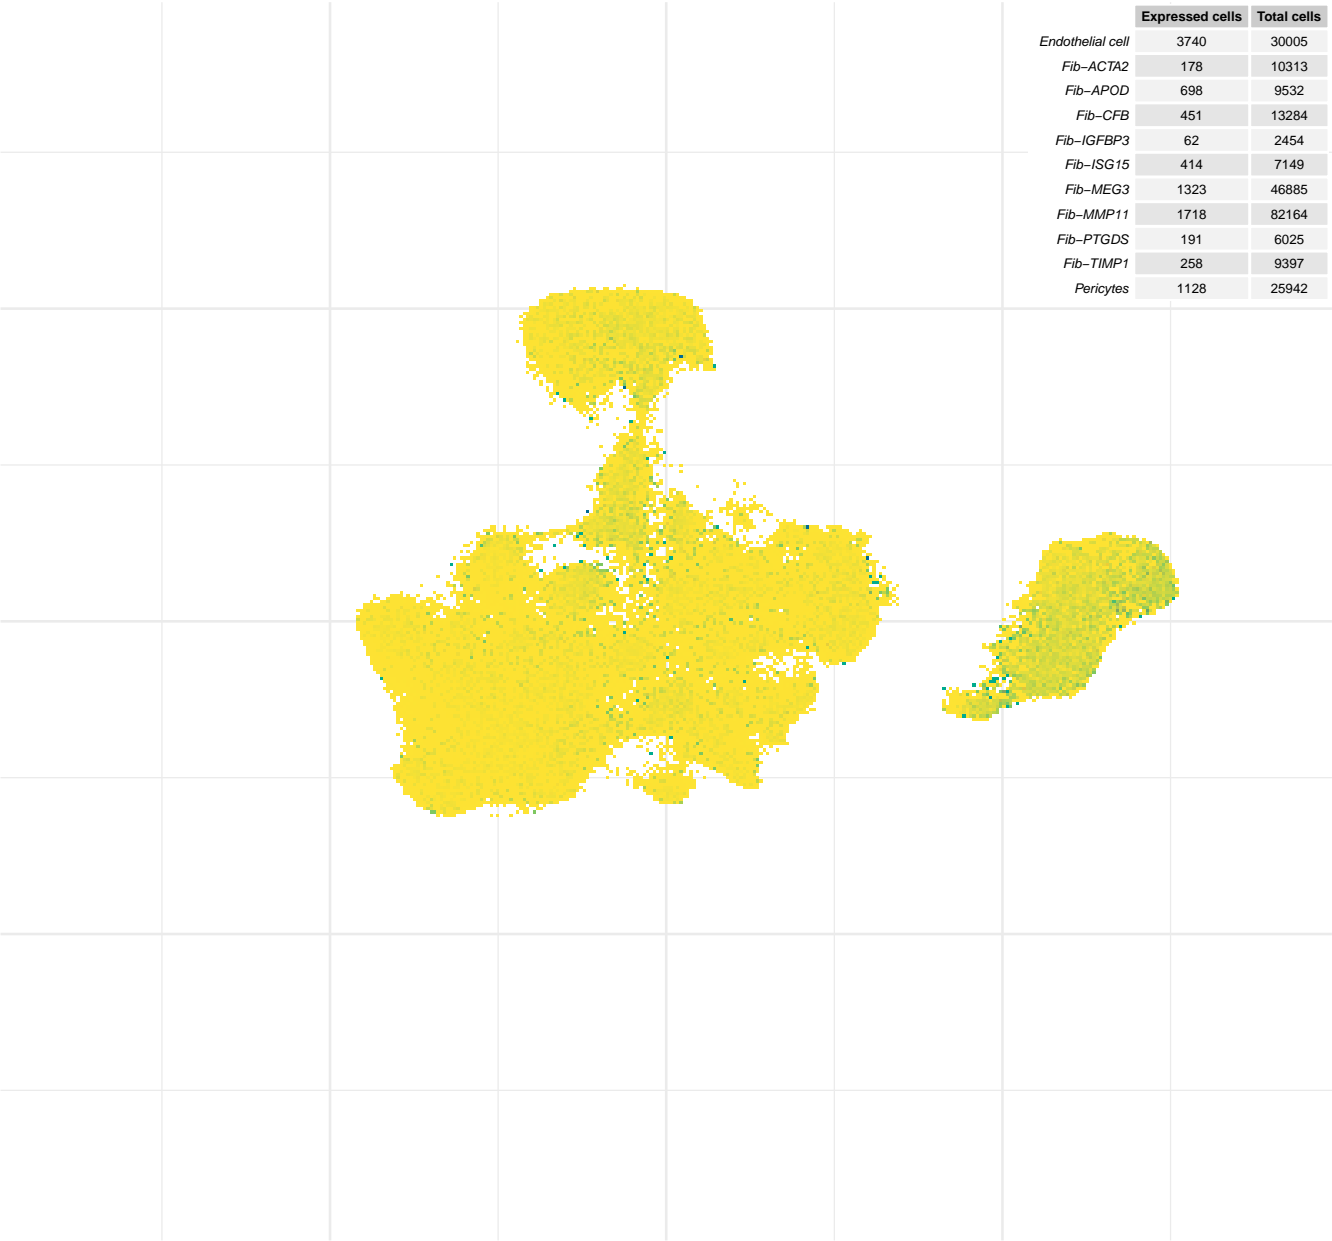 Expressed cells Total cells
Endothelial cell 3740 30005
Fib−ACTA2 178 10313
Fib−APOD 698 9532
Fib−CFB 451 13284
Fib−IGFBP3 62 2454
Fib−ISG15 414 7149
Fib−MEG3 1323 46885
Fib−MMP11 1718 82164
Fib−PTGDS 191 6025
Fib−TIMP1 258 9397
Pericytes 1128 25942